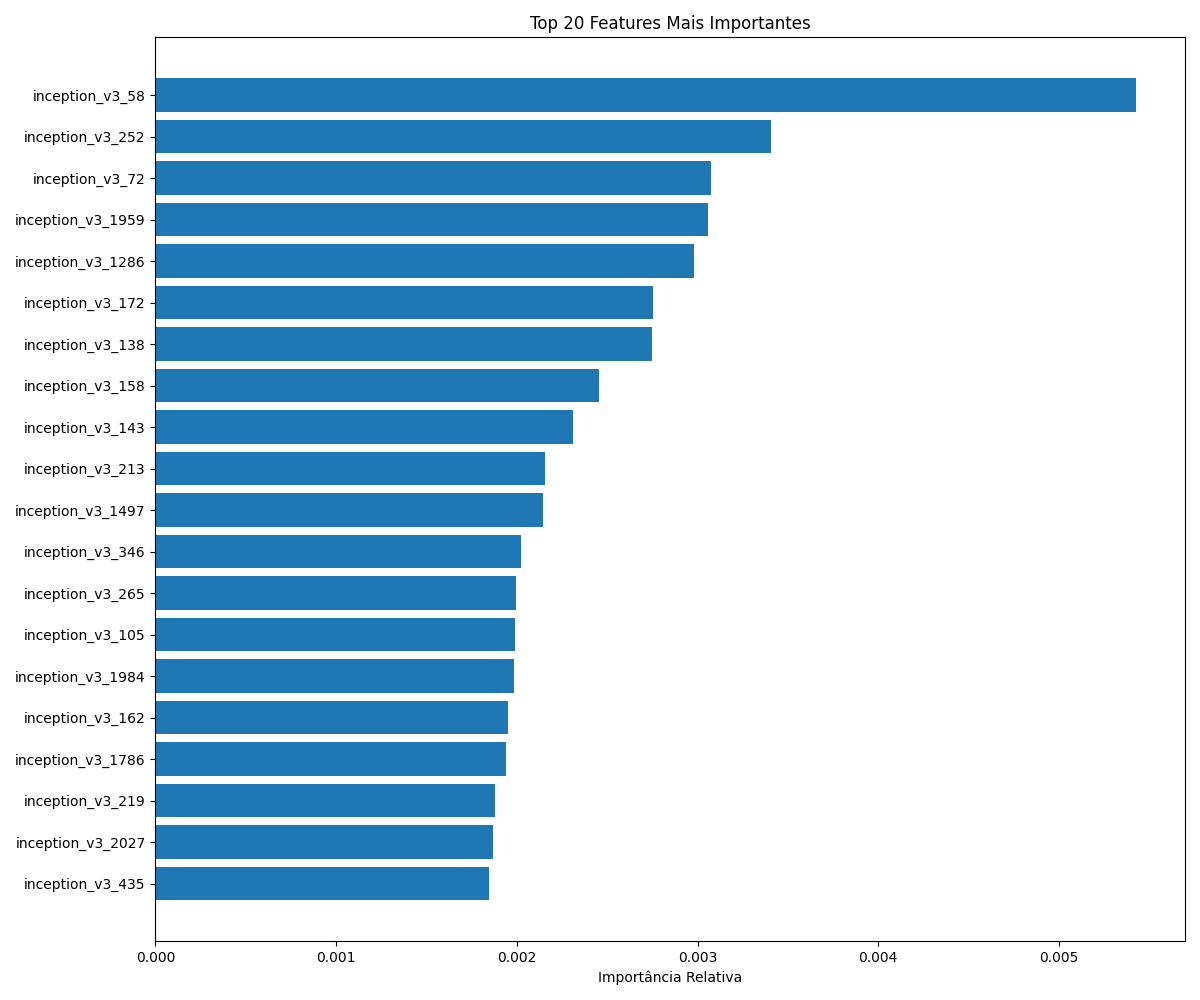 Top 20 Features Mais Importantes
inception_v3_58
inception_v3_252
inception_v3_72
inception_v3_1959
inception_v3_1286
inception_v3_172
inception_v3_138
inception_v3_158
inception_v3_143
inception_v3_213
inception_v3_1497
inception_v3_346
inception_v3_265
inception_v3_105
inception_v3_1984
inception_v3_162
inception_v3_1786
inception_v3_219
inception_v3_2027
inception_v3_435
0.000 0.001 0.002 0.003 0.004 0.005
Importância Relativa